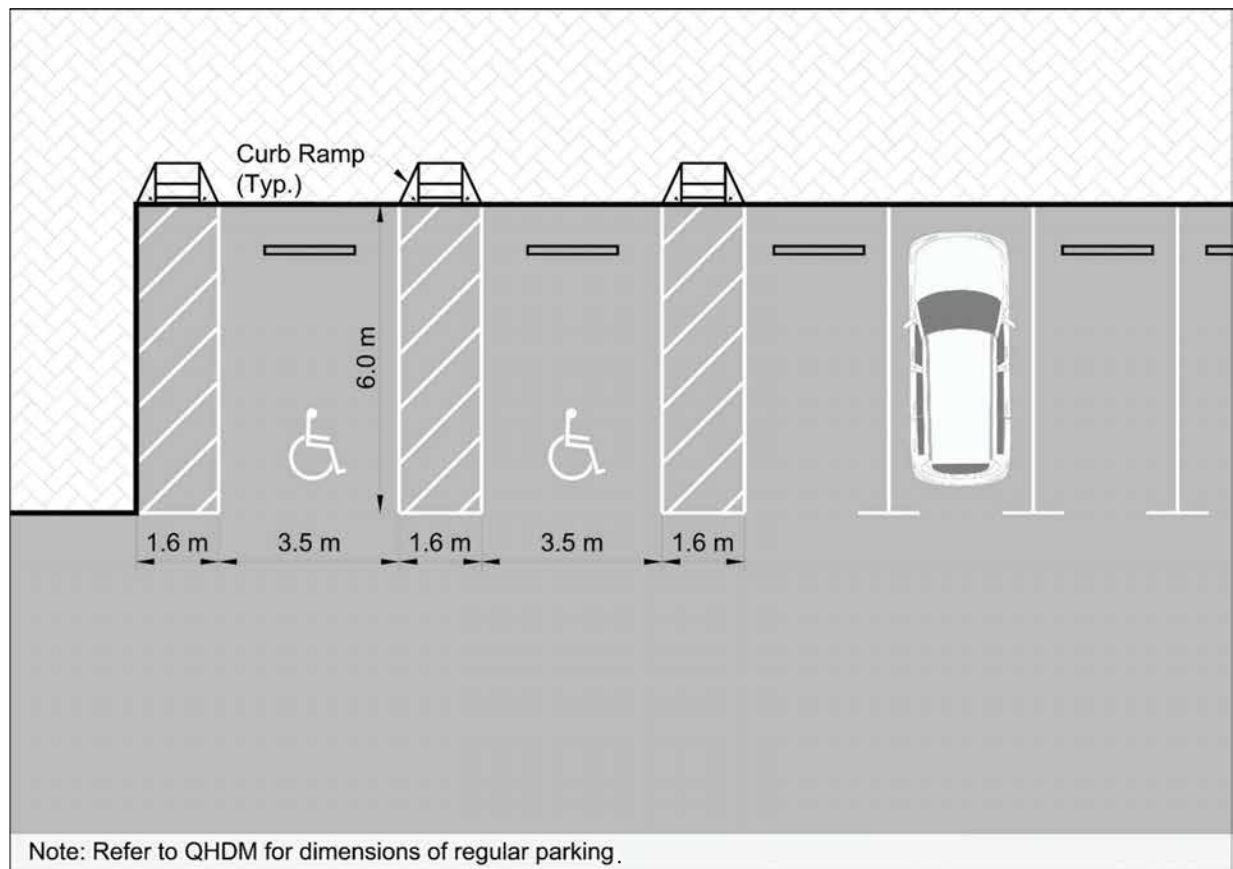 Curb Ramp
(Typ.)
6.0 m
1.6 m
3.5 m
1.6 m
3.5 m
1.6 m
Note: Refer to QHDM for dimensions of regular parking.